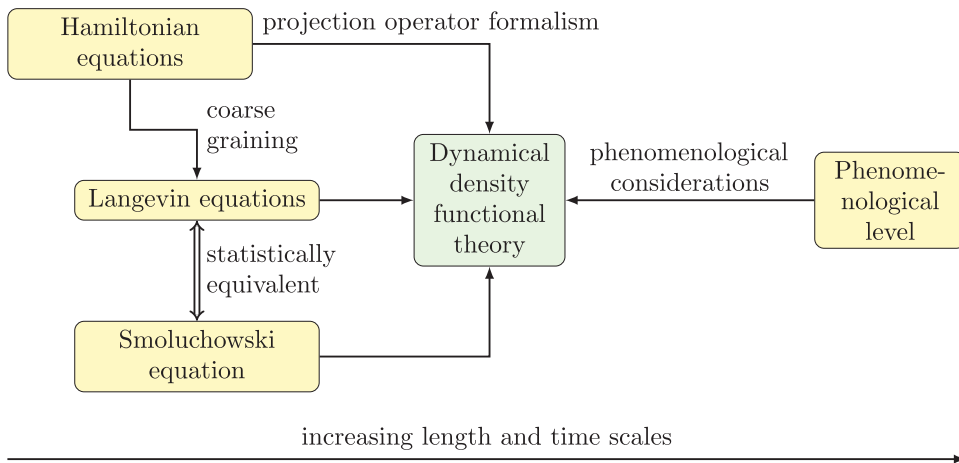 Hamiltonian
equations
projection operator formalism
coarse
graining
Langevin equations
statistically
equivalent
Smoluchowski
equation
Dynamical
density
functional
theory
phenomenological
considerations
Phenome-
nological
level
increasing length and time scales